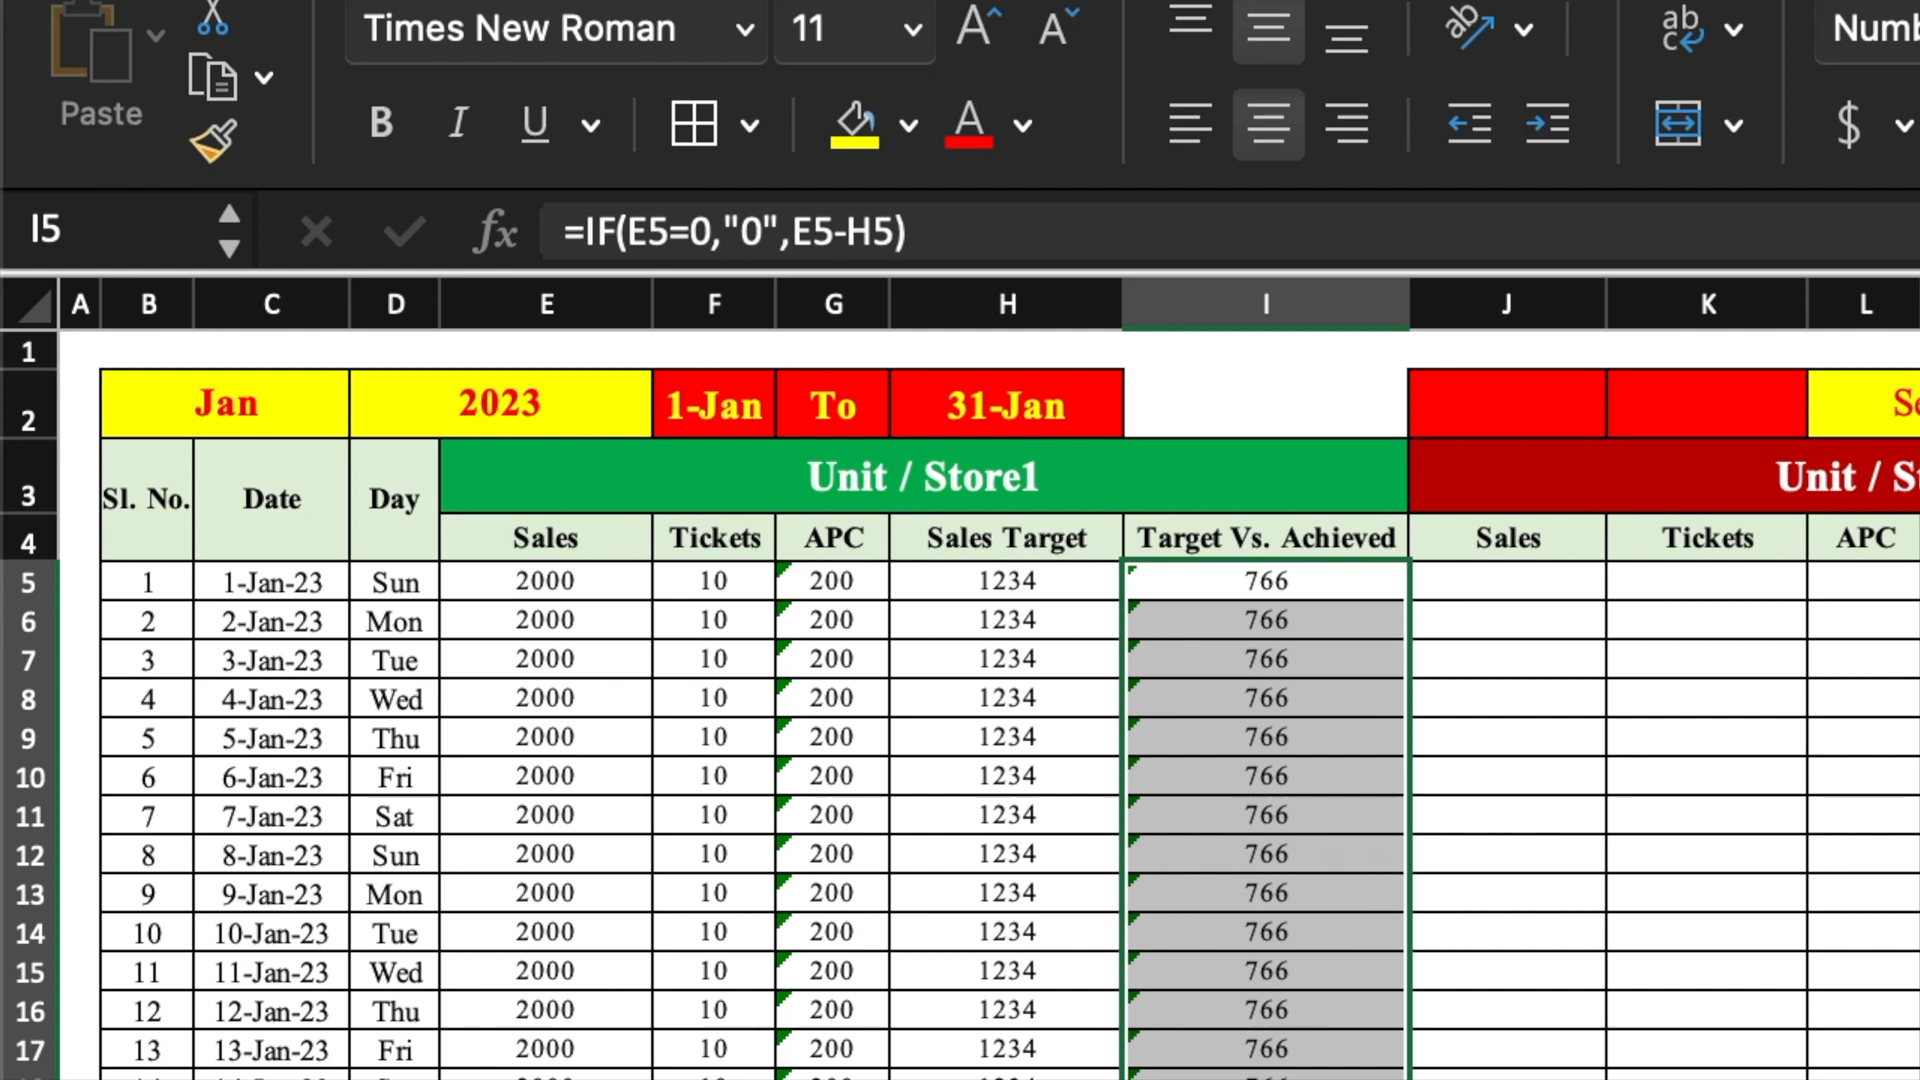 Times New Roman 11 ab ab c Numb
Paste B I U A $
I5 fx =IF(E5=0,"0",E5-H5)
A B C D E F G H I J K L
1
2 Jan 2023 1-Jan To 31-Jan
3 Sl. No. Date Day Unit / Store1 Unit /
4 Sales Tickets APC Sales Target Target Vs. Achieved Sales Tickets APC
5 1 1-Jan-23 Sun 2000 10 200 1234 766
6 2 2-Jan-23 Mon 2000 10 200 1234 766
7 3 3-Jan-23 Tue 2000 10 200 1234 766
8 4 4-Jan-23 Wed 2000 10 200 1234 766
9 5 5-Jan-23 Thu 2000 10 200 1234 766
10 6 6-Jan-23 Fri 2000 10 200 1234 766
11 7 7-Jan-23 Sat 2000 10 200 1234 766
12 8 8-Jan-23 Sun 2000 10 200 1234 766
13 9 9-Jan-23 Mon 2000 10 200 1234 766
14 10 10-Jan-23 Tue 2000 10 200 1234 766
15 11 11-Jan-23 Wed 2000 10 200 1234 766
16 12 12-Jan-23 Thu 2000 10 200 1234 766
17 13 13-Jan-23 Fri 2000 10 200 1234 766